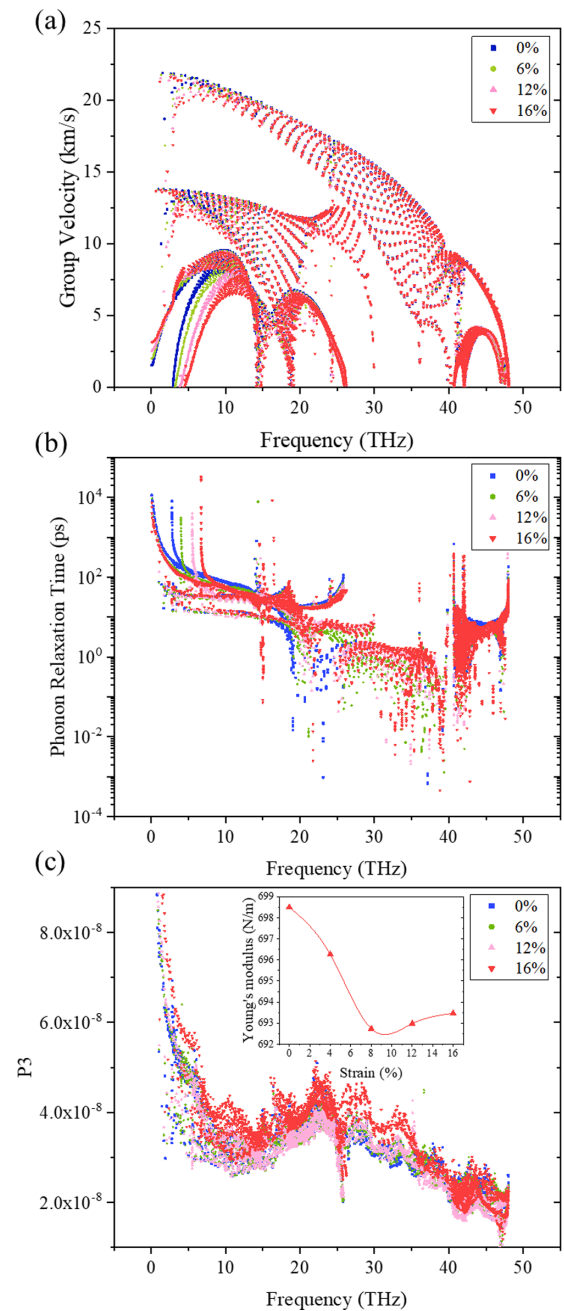 (a)
25
20
15
10
5
0
Group Velocity (km/s)
0%
6%
12%
16%
0 10 20 30 40 50
Frequency (THz)
(b)
10^4
10^2
10^0
10^-2
10^-4
Phonon Relaxation Time (ps)
0%
6%
12%
16%
0 10 20 30 40 50
Frequency (THz)
(c)
8.0x10^-8
6.0x10^-8
4.0x10^-8
2.0x10^-8
P3
699
698
697
696
695
694
693
692
Young's modulus (N/m)
0 2 4 6 8 10 12 14 16
Strain (%)
0%
6%
12%
16%
0 10 20 30 40 50
Frequency (THz)